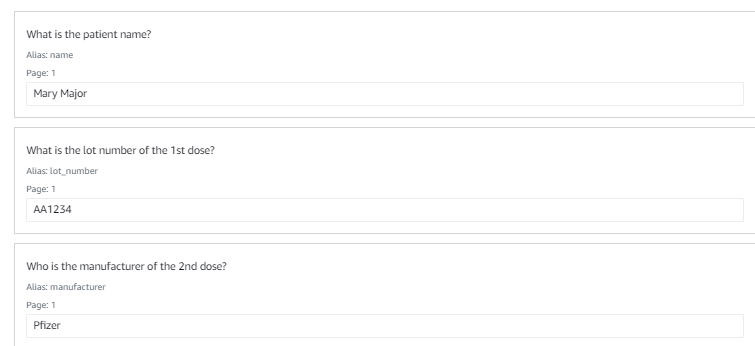 What is the patient name?
Alias: name
Page: 1
Mary Major
What is the lot number of the 1st dose?
Alias: lot_number
Page: 1
AA1234
Who is the manufacturer of the 2nd dose?
Alias: manufacturer
Page: 1
Pfizer